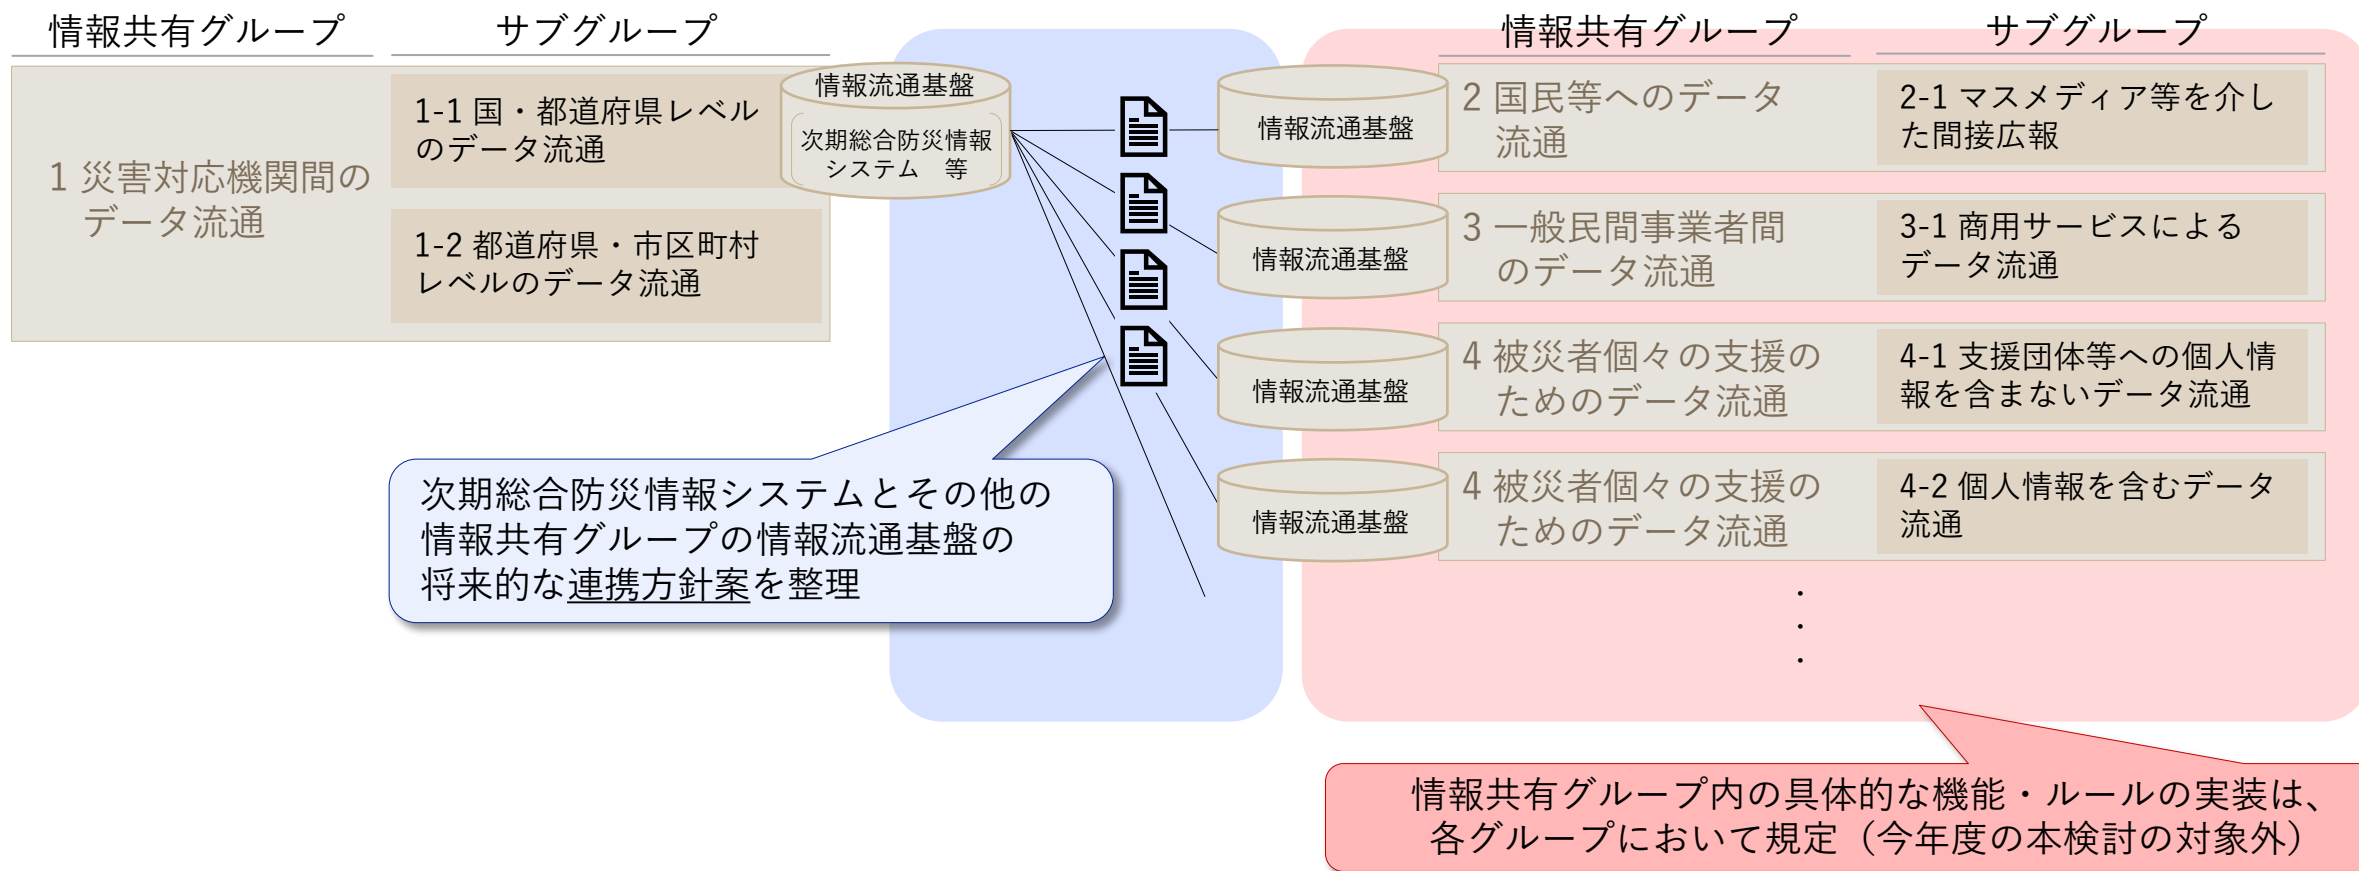 情報共有グループ
サブグループ
1 災害対応機関間の
データ流通
1-1 国・都道府県レベル
のデータ流通
1-2 都道府県・市区町村
レベルのデータ流通
情報流通基盤
次期総合防災情報
システム　等
次期総合防災情報システムとその他の
情報共有グループの情報流通基盤の
将来的な連携方針案を整理
情報共有グループ
サブグループ
情報流通基盤
2 国民等へのデータ
流通
2-1 マスメディア等を介し
た間接広報
情報流通基盤
3 一般民間事業者間
のデータ流通
3-1 商用サービスによる
データ流通
情報流通基盤
4 被災者個々の支援の
ためのデータ流通
4-1 支援団体等への個人情
報を含まないデータ流通
情報流通基盤
4 被災者個々の支援の
ためのデータ流通
4-2 個人情報を含むデータ
流通
・
・
・
情報共有グループ内の具体的な機能・ルールの実装は、
各グループにおいて規定（今年度の本検討の対象外）